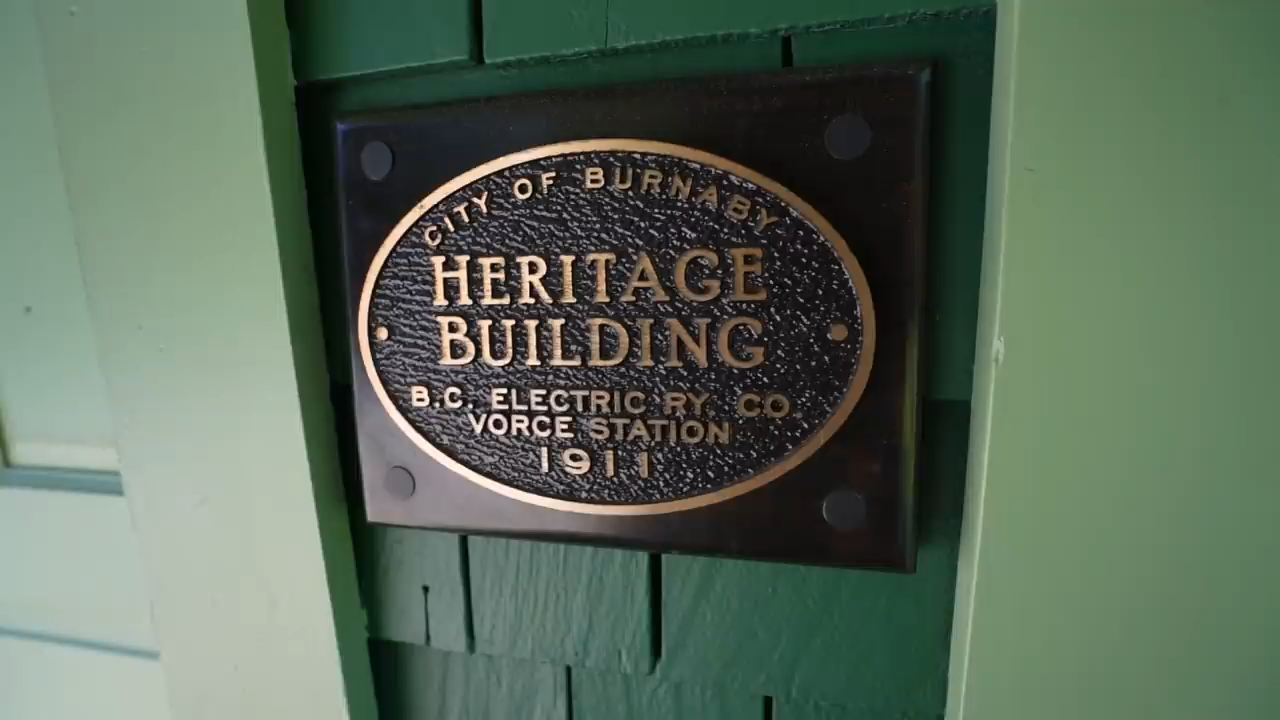 CITY OF BURNABY
HERITAGE
BUILDING
B.C. ELECTRIC RY. CO.
VORCE STATION
1911